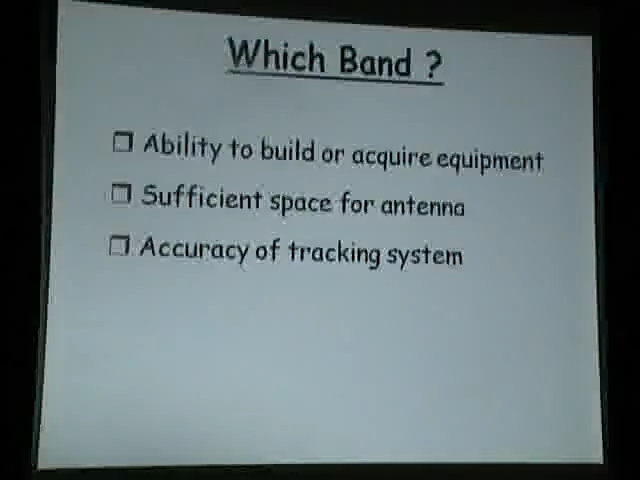 Which Band ?
❐ Ability to build or acquire equipment
❐ Sufficient space for antenna
❐ Accuracy of tracking system